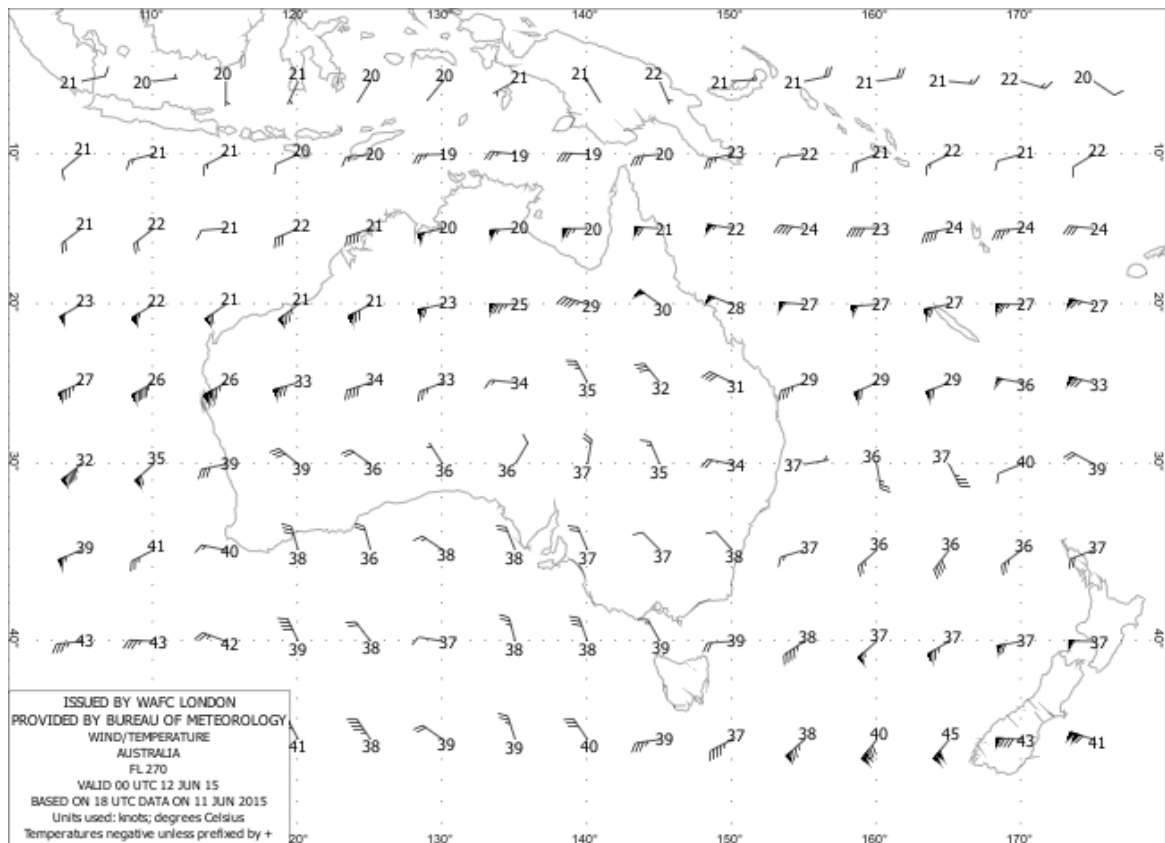 110° 120° 130° 140° 150° 160° 170°
21 20 20 21 20 20 21 21 22 21 21 21 21 22 20
10° 21 21 21 20 20 19 19 19 20 23 22 21 22 21 22 10°
21 22 21 22 21 20 20 20 21 22 24 23 24 24 24
20° 23 22 21 21 21 23 25 29 30 28 27 27 27 27 27 20°
27 26 26 33 34 33 34 35 32 31 29 29 29 36 33
30° 32 35 39 39 36 36 36 37 35 34 37 36 37 40 39 30°
39 41 40 38 36 38 38 37 37 38 37 36 36 36 37
40° 43 43 42 39 38 37 38 38 39 39 38 37 37 37 37 40°
41 38 39 39 40 39 37 38 40 45 43 41
ISSUED BY WAFC LONDON
PROVIDED BY BUREAU OF METEOROLOGY
WIND/TEMPERATURE
AUSTRALIA
FL 270
VALID 00 UTC 12 JUN 15
BASED ON 18 UTC DATA ON 11 JUN 2015
Units used: knots; degrees Celsius
Temperatures negative unless prefixed by +
20° 130° 140° 150° 160° 170°